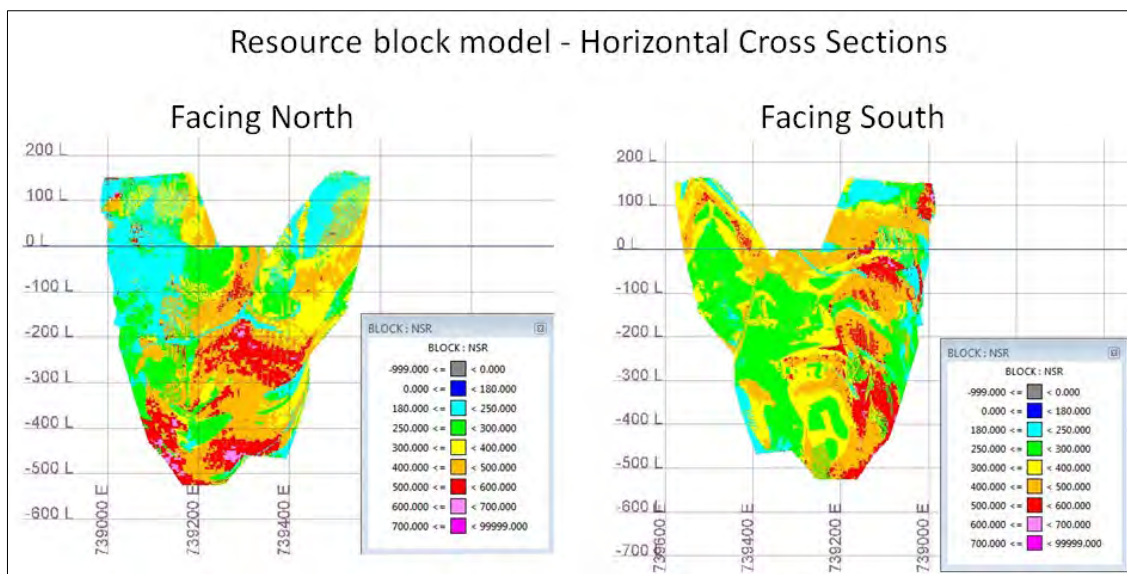 Resource block model - Horizontal Cross Sections
Facing North
200 L
100 L
0 L
-100 L
-200 L
-300 L
-400 L
-500 L
-600 L
739000 E
739200 E
739400 E
BLOCK : NSR
BLOCK : NSR
-999.000 <= < 0.000
0.000 <= < 180.000
180.000 <= < 250.000
250.000 <= < 300.000
300.000 <= < 400.000
400.000 <= < 500.000
500.000 <= < 600.000
600.000 <= < 700.000
700.000 <= < 99999.000
Facing South
200 L
100 L
0 L
-100 L
-200 L
-300 L
-400 L
-500 L
-600 L
-700 L
739600 E
739400 E
739200 E
739000 E
BLOCK : NSR
BLOCK : NSR
-999.000 <= < 0.000
0.000 <= < 180.000
180.000 <= < 250.000
250.000 <= < 300.000
300.000 <= < 400.000
400.000 <= < 500.000
500.000 <= < 600.000
600.000 <= < 700.000
700.000 <= < 99999.000